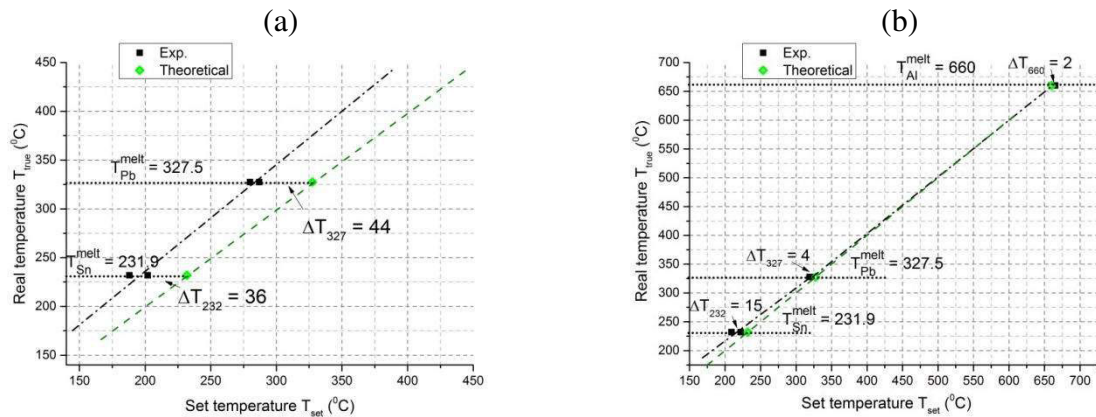 (a)
Exp.
Theoretical
450
400
350
300
250
200
150
Real temperature T_true (⁰C)
T_Pb^melt = 327.5
ΔT_327 = 44
T_Sn^melt = 231.9
ΔT_232 = 36
150 200 250 300 350 400 450
Set temperature T_set (⁰C)
(b)
Exp.
Theoretical
700
650
600
550
500
450
400
350
300
250
200
Real temperature T_true (⁰C)
T_Al^melt = 660
ΔT_660 = 2
ΔT_327 = 4
T_Pb^melt = 327.5
ΔT_232 = 15
T_Sn^melt = 231.9
150 200 250 300 350 400 450 500 550 600 650 700
Set temperature T_set (⁰C)